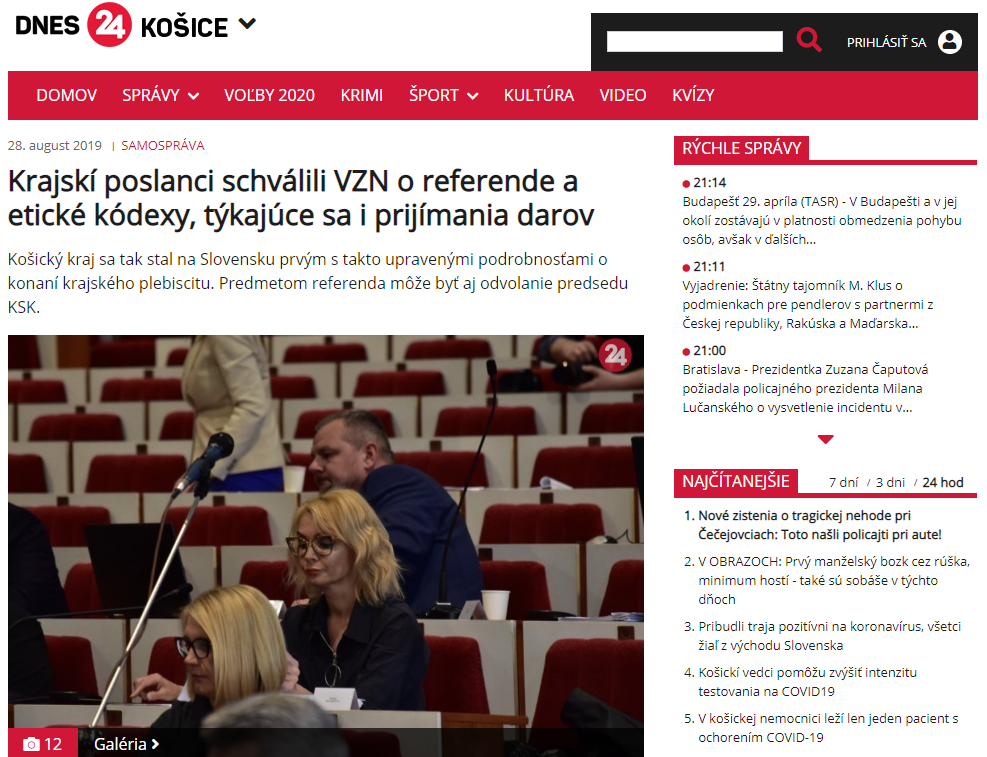 DNES 24 KOŠICE
PRIHLÁSIŤ SA
DOMOV SPRÁVY VOĽBY 2020 KRIMI ŠPORT KULTÚRA VIDEO KVÍZY
28. august 2019 | SAMOSPRÁVA
Krajskí poslanci schválili VZN o referende a
etické kódexy, týkajúce sa i prijímania darov
Košický kraj sa tak stal na Slovensku prvým s takto upravenými podrobnosťami o
konaní krajského plebiscitu. Predmetom referenda môže byť aj odvolanie predsedu
KSK.
24
12 Galéria
RÝCHLE SPRÁVY
21:14
Budapešť 29. apríla (TASR) - V Budapešti a v jej
okolí zostávajú v platnosti obmedzenia pohybu
osôb, avšak v ďalších...
21:11
Vyjadrenie: Štátny tajomník M. Klus o
podmienkach pre pendlerov s partnermi z
Českej republiky, Rakúska a Maďarska...
21:00
Bratislava - Prezidentka Zuzana Čaputová
požiadala policajného prezidenta Milana
Lučanského o vysvetlenie incidentu v...
NAJČÍTANEJŠIE 7 dní / 3 dni / 24 hod
1. Nové zistenia o tragickej nehode pri
Čečejovciach: Toto našli policajti pri aute!
2. V OBRAZOCH: Prvý manželský bozk cez rúška,
minimum hostí - také sú sobáše v týchto
dňoch
3. Pribudli traja pozitívni na koronavírus, všetci
žiaľ z východu Slovenska
4. Košickí vedci pomôžu zvýšiť intenzitu
testovania na COVID19
5. V košickej nemocnici leží len jeden pacient s
ochorením COVID-19